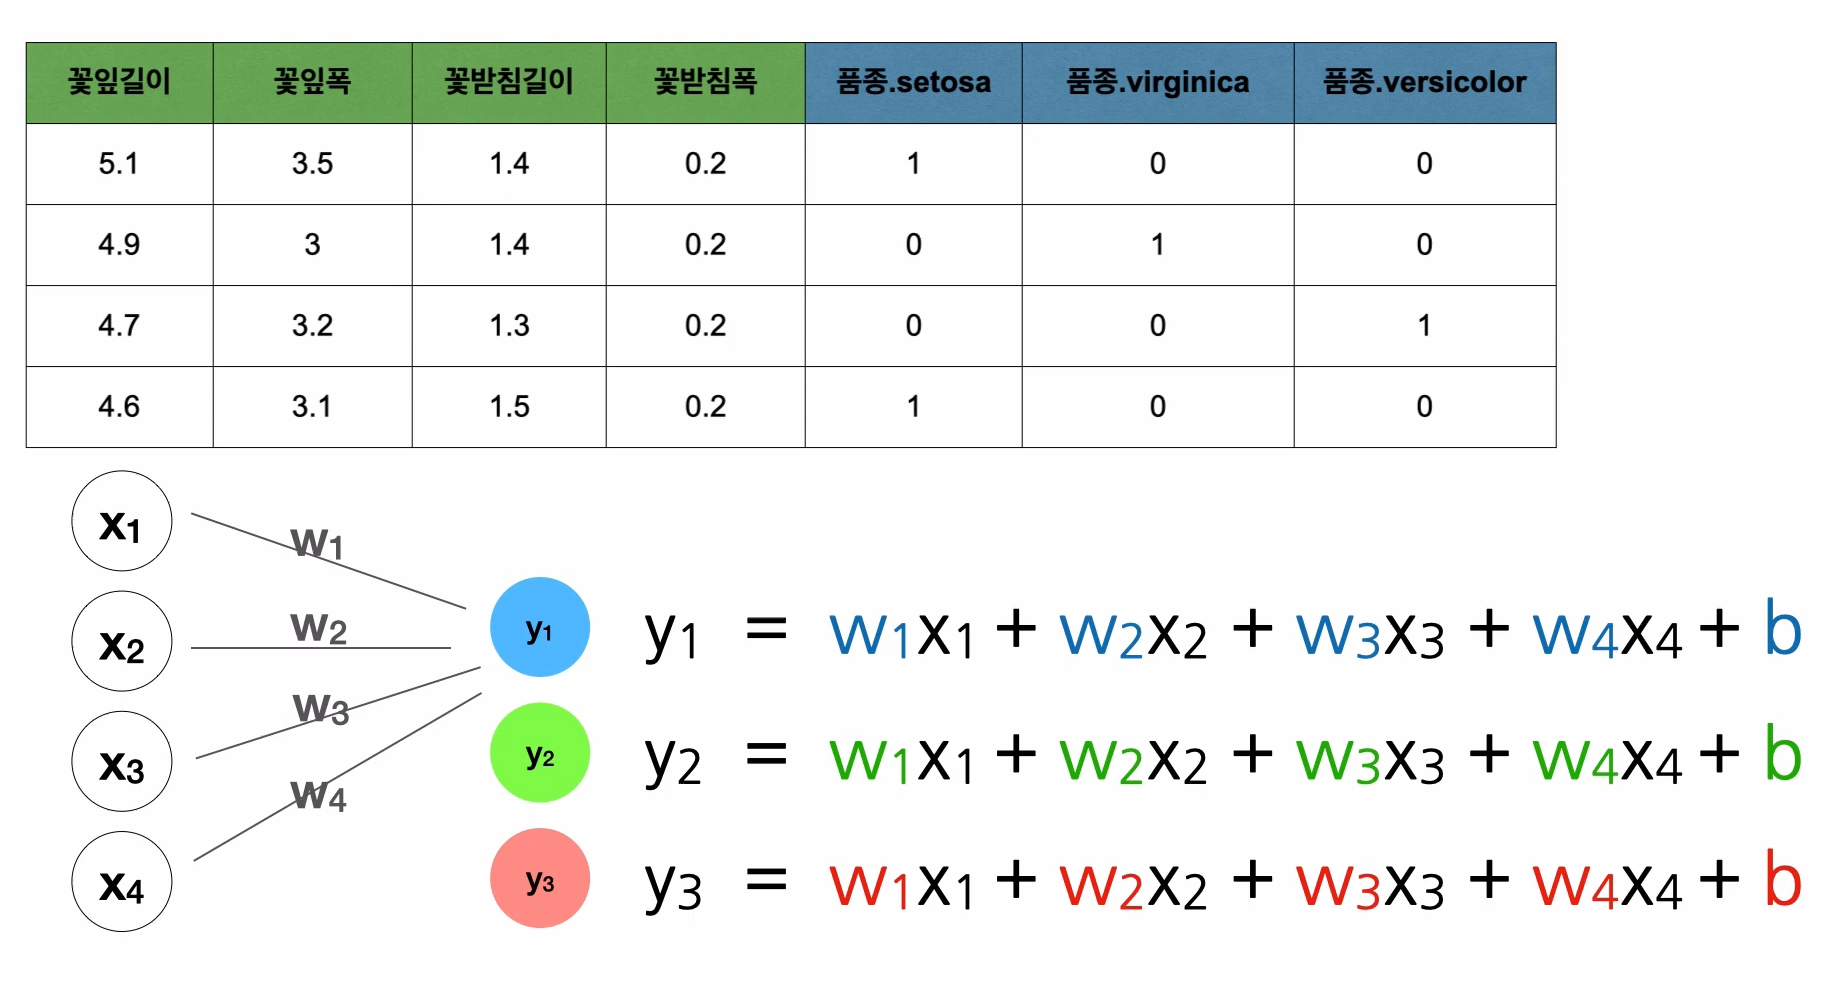 꽃잎길이 꽃잎폭 꽃받침길이 꽃받침폭 품종.setosa 품종.virginica 품종.versicolor
5.1 3.5 1.4 0.2 1 0 0
4.9 3 1.4 0.2 0 1 0
4.7 3.2 1.3 0.2 0 0 1
4.6 3.1 1.5 0.2 1 0 0
x1
w1
x2
w2
x3
w3
x4
w4
y1 y1 = w1x1 + w2x2 + w3x3 + w4x4 + b
y2 y2 = w1x1 + w2x2 + w3x3 + w4x4 + b
y3 y3 = w1x1 + w2x2 + w3x3 + w4x4 + b